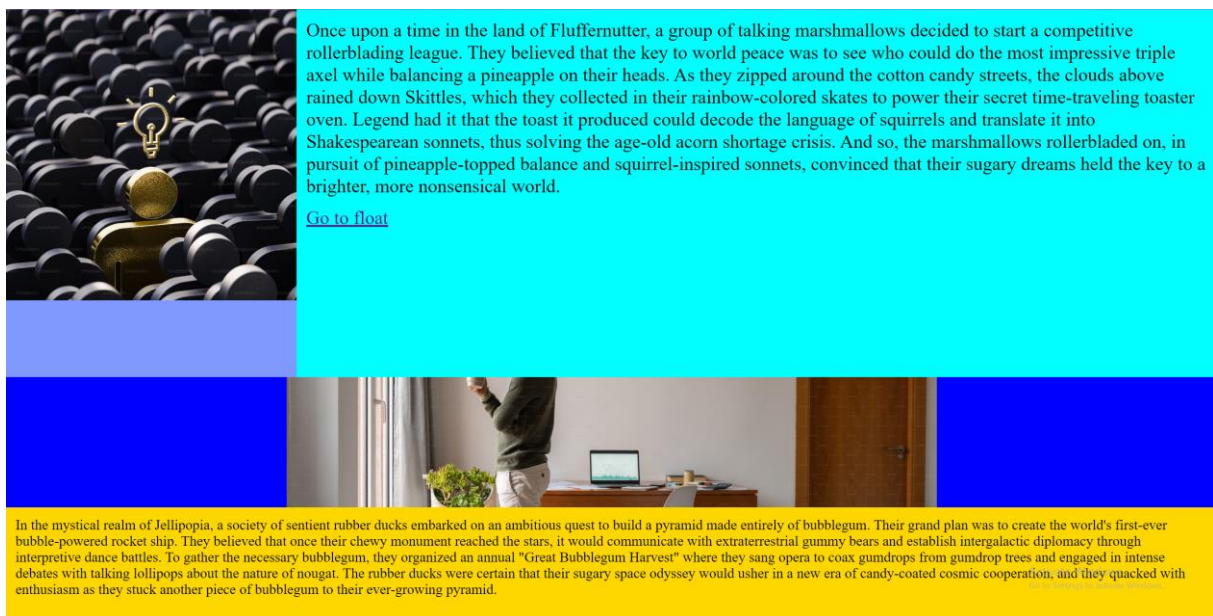 Once upon a time in the land of Fluffernutter, a group of talking marshmallows decided to start a competitive
rollerblading league. They believed that the key to world peace was to see who could do the most impressive triple
axel while balancing a pineapple on their heads. As they zipped around the cotton candy streets, the clouds above
rained down Skittles, which they collected in their rainbow-colored skates to power their secret time-traveling toaster
oven. Legend had it that the toast it produced could decode the language of squirrels and translate it into
Shakespearean sonnets, thus solving the age-old acorn shortage crisis. And so, the marshmallows rollerbladed on, in
pursuit of pineapple-topped balance and squirrel-inspired sonnets, convinced that their sugary dreams held the key to a
brighter, more nonsensical world.
Go to float
In the mystical realm of Jellipopia, a society of sentient rubber ducks embarked on an ambitious quest to build a pyramid made entirely of bubblegum. Their grand plan was to create the world's first-ever
bubble-powered rocket ship. They believed that once their chewy monument reached the stars, it would communicate with extraterrestrial gummy bears and establish intergalactic diplomacy through
interpretive dance battles. To gather the necessary bubblegum, they organized an annual "Great Bubblegum Harvest" where they sang opera to coax gumdrops from gumdrop trees and engaged in intense
debates with talking lollipops about the nature of nougat. The rubber ducks were certain that their sugary space odyssey would usher in a new era of candy-coated cosmic cooperation, and they quacked with
enthusiasm as they stuck another piece of bubblegum to their ever-growing pyramid.
Go to Settings to activate Windows.